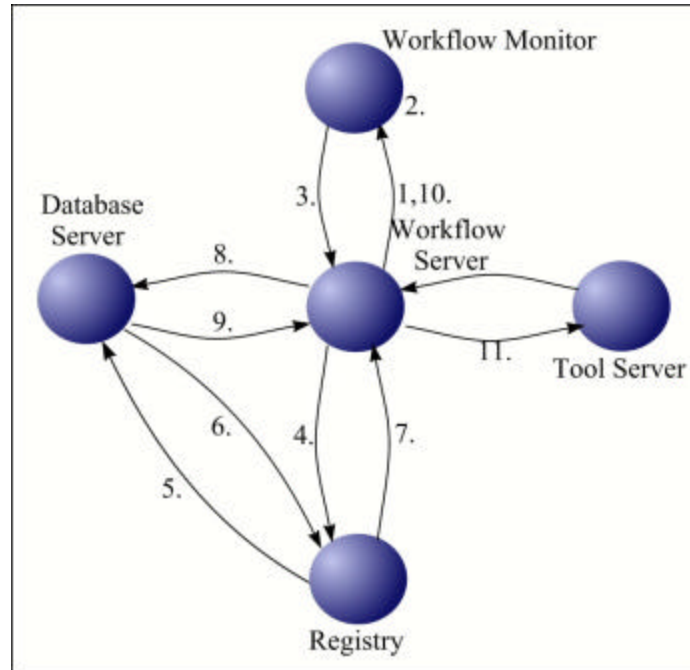 Workflow Monitor
2.
3.
1,10.
Database
Server
Workflow
Server
8.
9.
11.
Tool Server
6.
4.
7.
5.
Registry